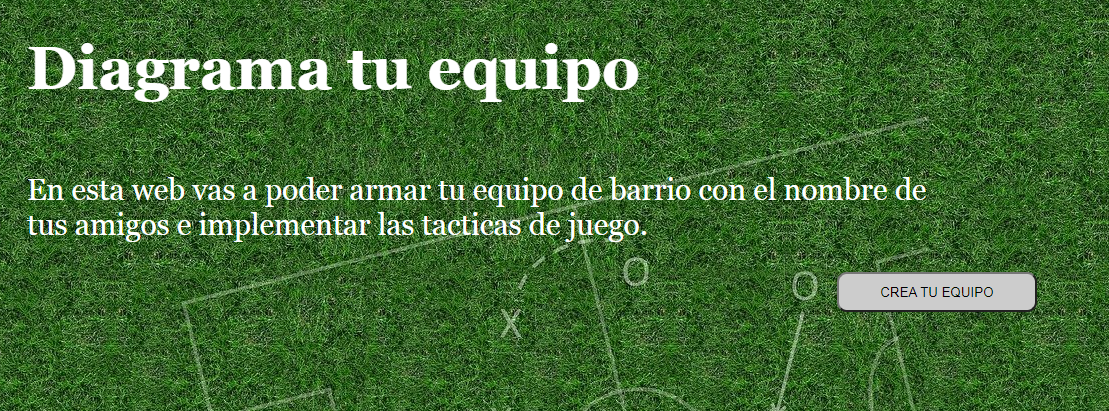 Diagrama tu equipo
En esta web vas a poder armar tu equipo de barrio con el nombre de
tus amigos e implementar las tacticas de juego.
O
O
CREA TU EQUIPO
X